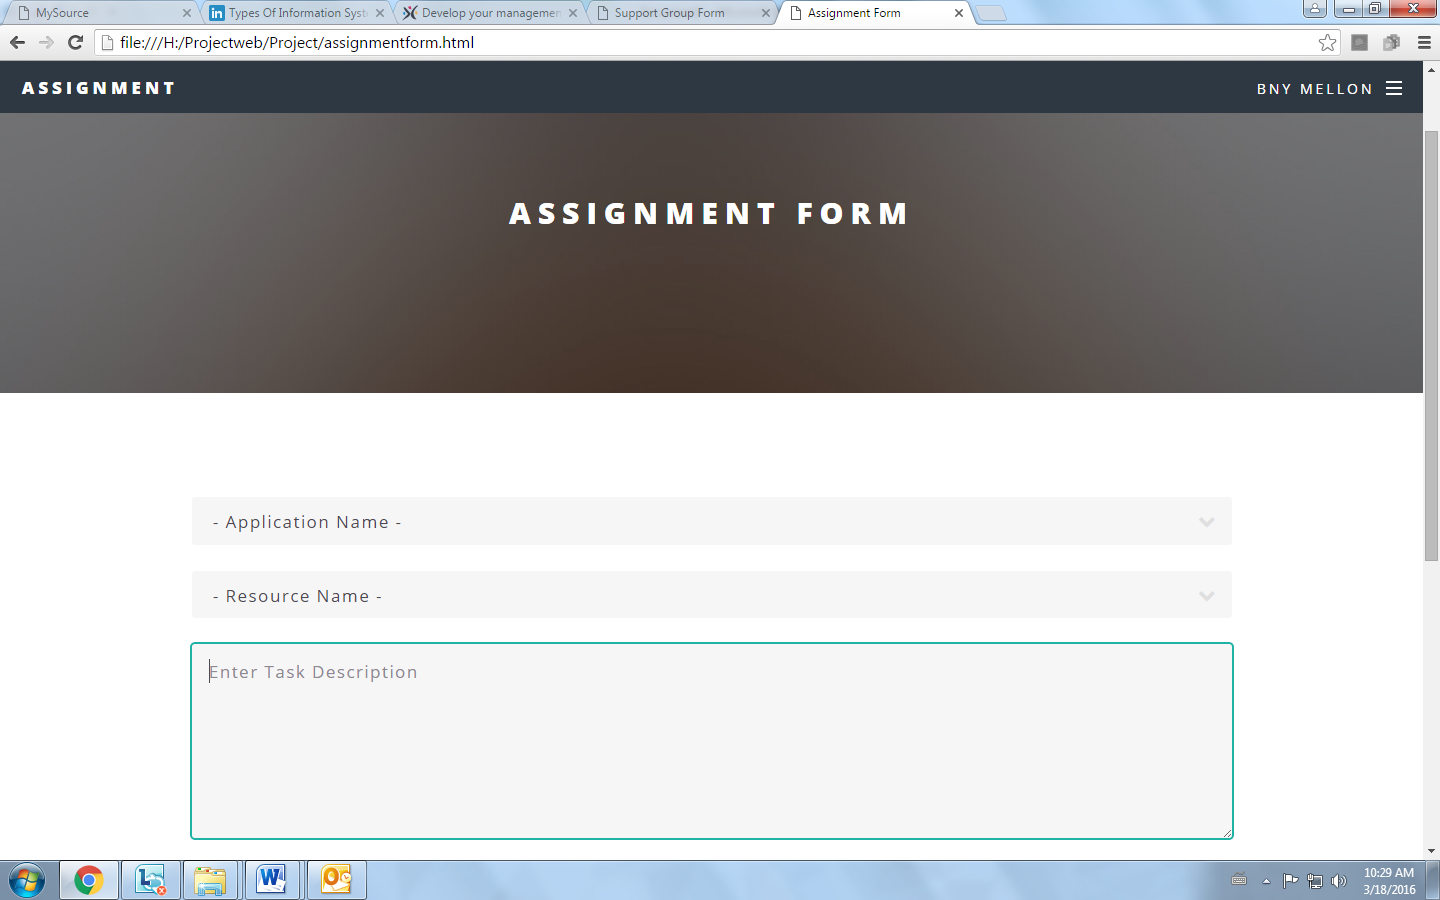 MySource
Types Of Information Syst
Develop your managemen
Support Group Form
Assignment Form
file:///H:/Projectweb/Project/assignmentform.html
ASSIGNMENT
BNY MELLON
ASSIGNMENT FORM
- Application Name -
- Resource Name -
Enter Task Description
10:29 AM
3/18/2016